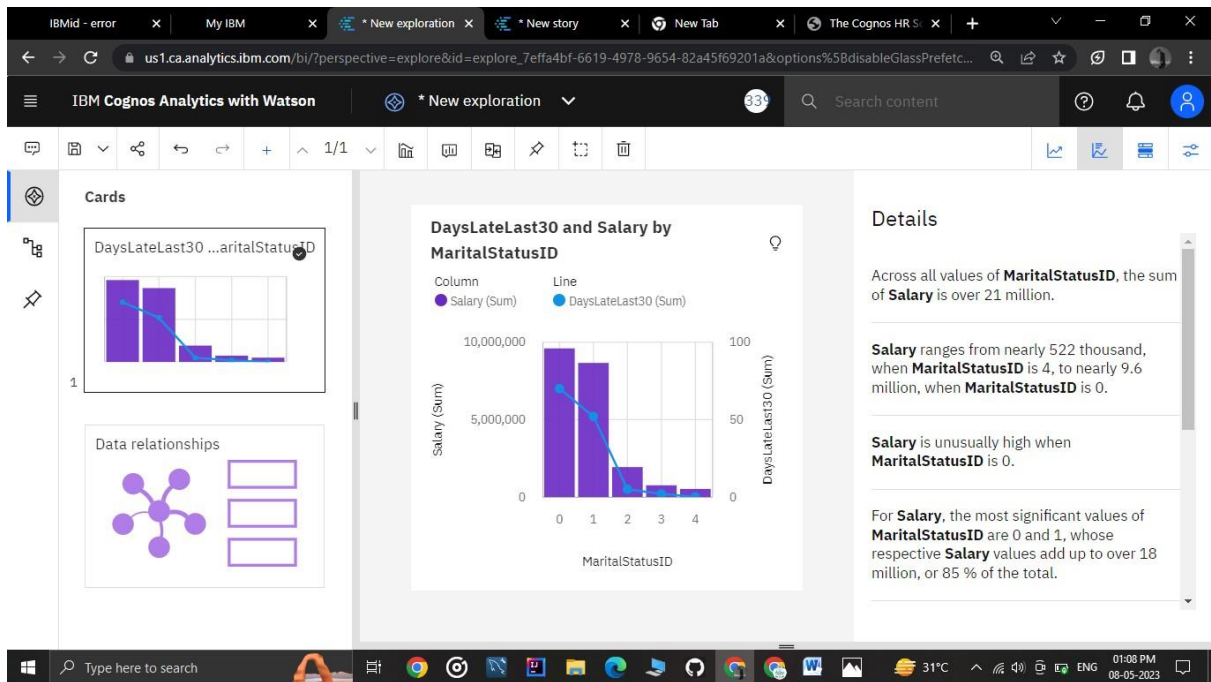 IBMid - error
My IBM
* New exploration
* New story
New Tab
The Cognos HR Sc
us1.ca.analytics.ibm.com/bi/?perspective=explore&id=explore_7effa4bf-6619-4978-9654-82a45f69201a&options%5BdisableGlassPrefetc...
IBM Cognos Analytics with Watson
* New exploration
339
Search content
1/1
Cards
DaysLateLast30 ...aritalStatusID
1
Data relationships
DaysLateLast30 and Salary by
MaritalStatusID
Column
Line
Salary (Sum)
DaysLateLast30 (Sum)
10,000,000
5,000,000
0
Salary (Sum)
100
50
0
DaysLateLast30 (Sum)
0 1 2 3 4
MaritalStatusID
Details
Across all values of MaritalStatusID, the sum
of Salary is over 21 million.
Salary ranges from nearly 522 thousand,
when MaritalStatusID is 4, to nearly 9.6
million, when MaritalStatusID is 0.
Salary is unusually high when
MaritalStatusID is 0.
For Salary, the most significant values of
MaritalStatusID are 0 and 1, whose
respective Salary values add up to over 18
million, or 85 % of the total.
Type here to search
31°C
ENG
01:08 PM
08-05-2023